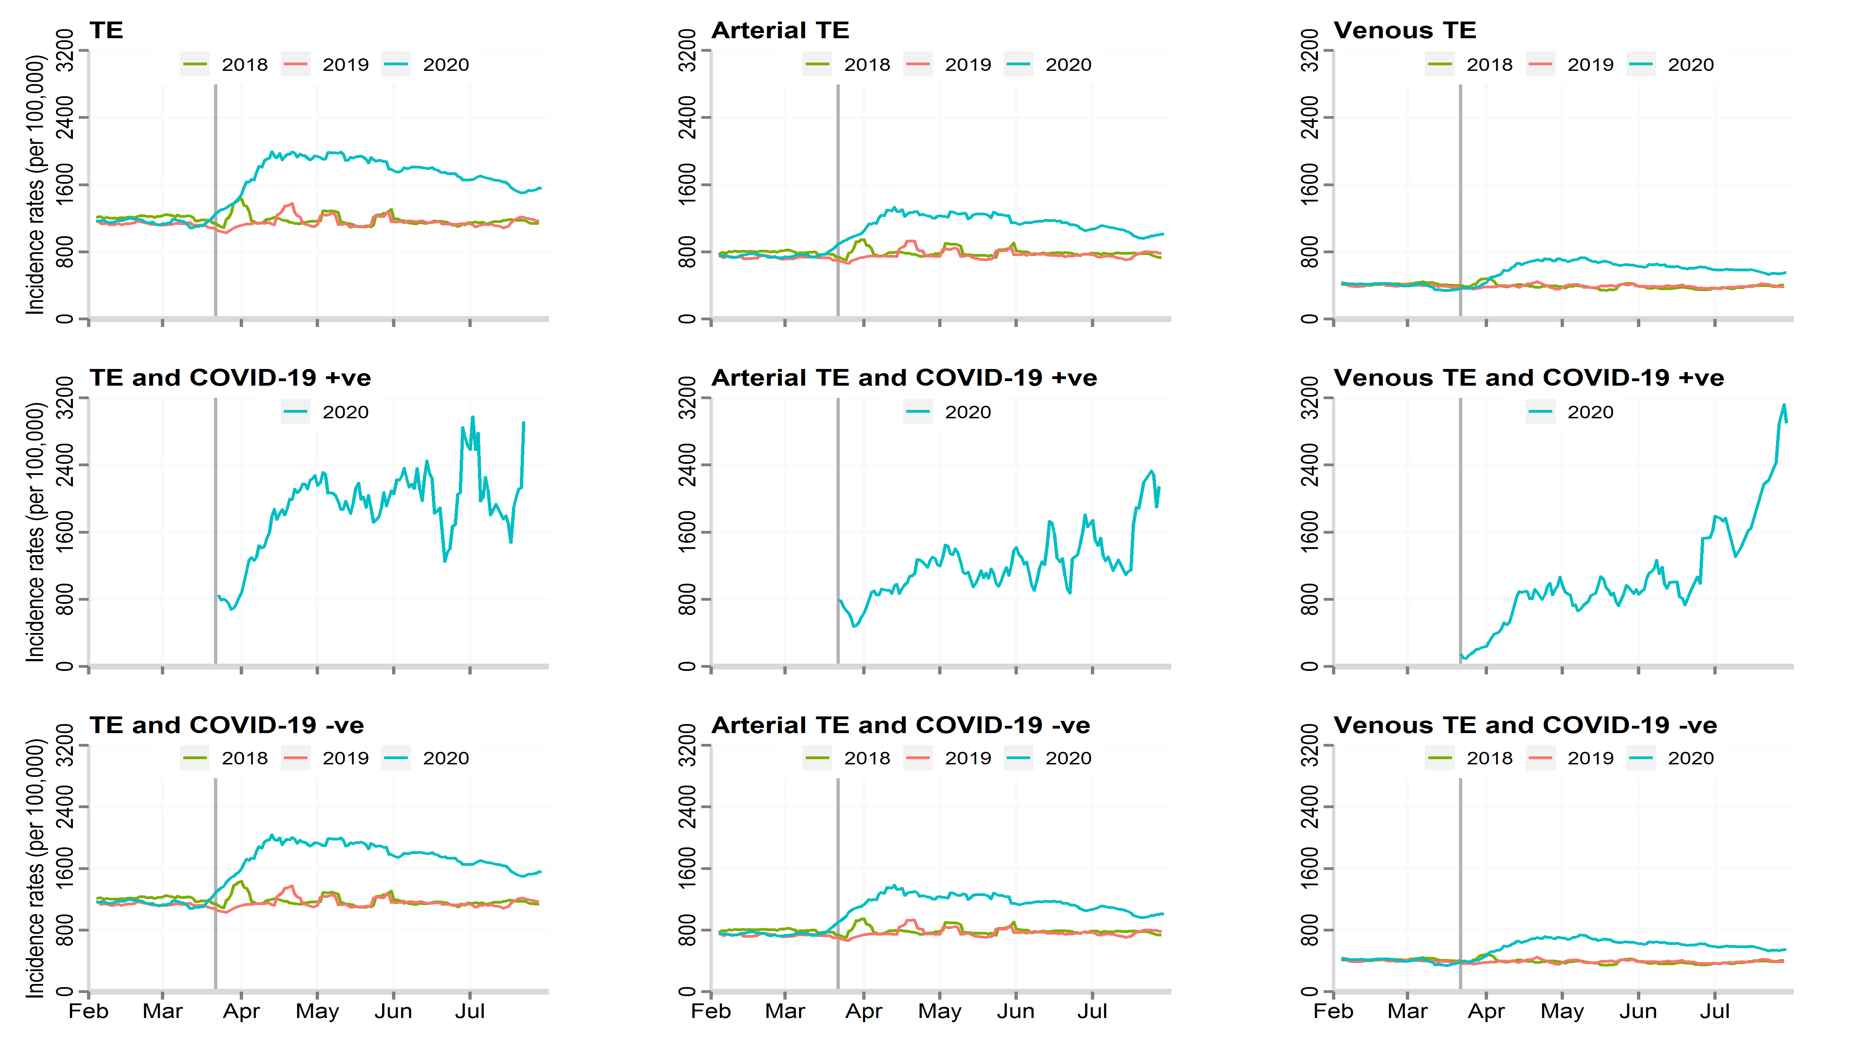 TE
Arterial TE
Venous TE
2018 2019 2020
2018 2019 2020
2018 2019 2020
Incidence rates (per 100,000)
0 800 1600 2400 3200
0 800 1600 2400 3200
0 800 1600 2400 3200
TE and COVID-19 +ve
Arterial TE and COVID-19 +ve
Venous TE and COVID-19 +ve
2020
2020
2020
Incidence rates (per 100,000)
0 800 1600 2400 3200
0 800 1600 2400 3200
0 800 1600 2400 3200
TE and COVID-19 -ve
Arterial TE and COVID-19 -ve
Venous TE and COVID-19 -ve
2018 2019 2020
2018 2019 2020
2018 2019 2020
Incidence rates (per 100,000)
0 800 1600 2400 3200
0 800 1600 2400 3200
0 800 1600 2400 3200
Feb Mar Apr May Jun Jul
Feb Mar Apr May Jun Jul
Feb Mar Apr May Jun Jul